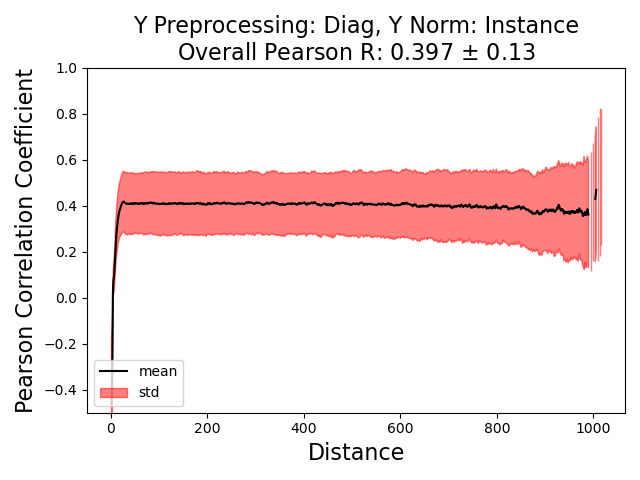 Y Preprocessing: Diag, Y Norm: Instance
Overall Pearson R: 0.397 ± 0.13
Pearson Correlation Coefficient
1.0
0.8
0.6
0.4
0.2
0.0
−0.2
−0.4
mean
std
0 200 400 600 800 1000
Distance